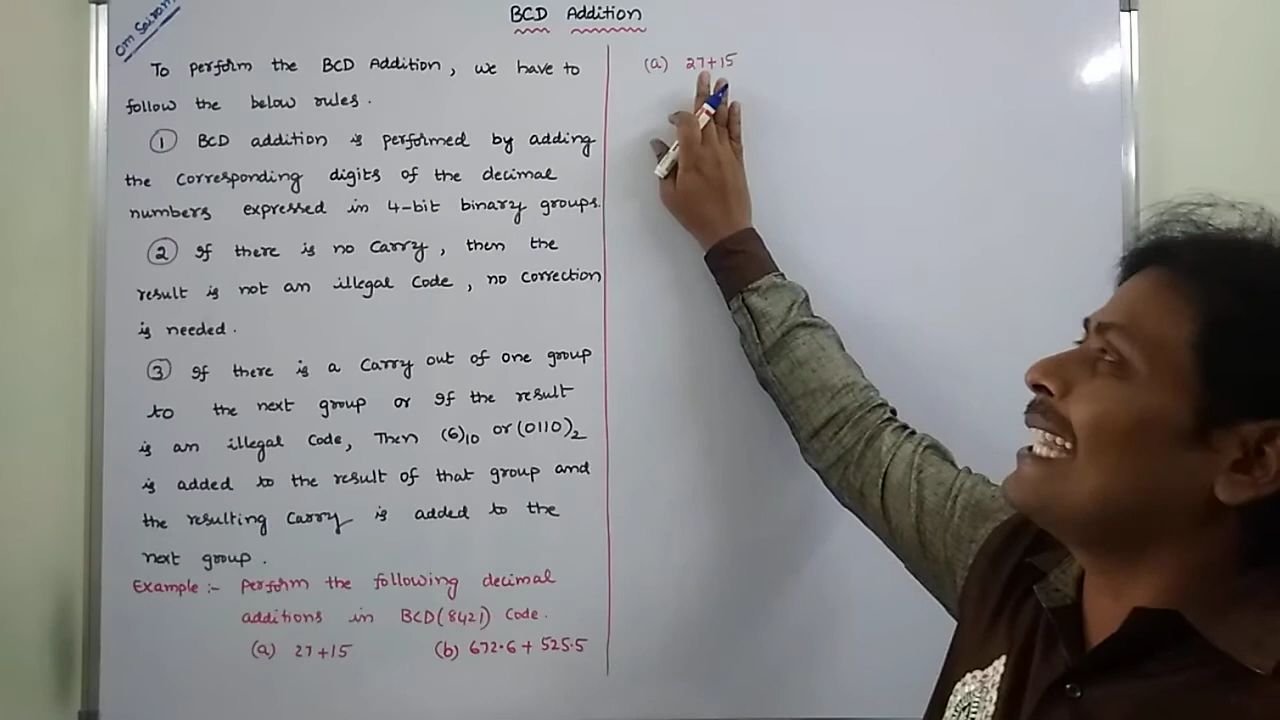 BCD Addition
Om Sairam
To perform the BCD Addition, we have to
follow the below rules.
① BCD addition is performed by adding
the corresponding digits of the decimal
numbers expressed in 4-bit binary groups.
② If there is no carry, then the
result is not an illegal code, no correction
is needed.
③ If there is a carry out of one group
to the next group or If the result
is an illegal code, Then (6)₁₀ or (0110)₂
is added to the result of that group and
the resulting carry is added to the
next group.
Example :- Perform the following decimal
additions in BCD(8421) Code.
(a) 27+15 (b) 672.6 + 525.5
(a) 27+15